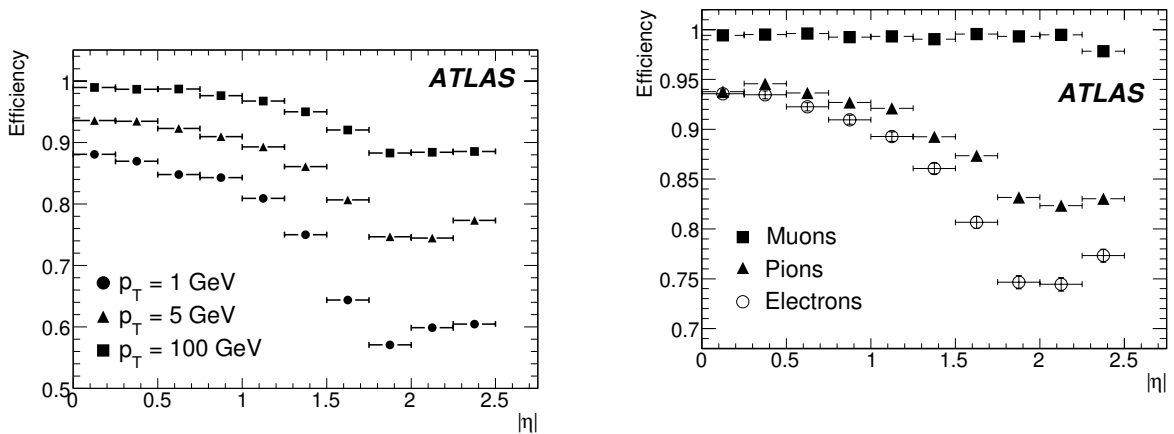 Efficiency
1
0.9
0.8
0.7
0.6
0.5
ATLAS
p_T = 1 GeV
p_T = 5 GeV
p_T = 100 GeV
0 0.5 1 1.5 2 2.5
|η|
Efficiency
1
0.95
0.9
0.85
0.8
0.75
0.7
ATLAS
Muons
Pions
Electrons
0 0.5 1 1.5 2 2.5
|η|